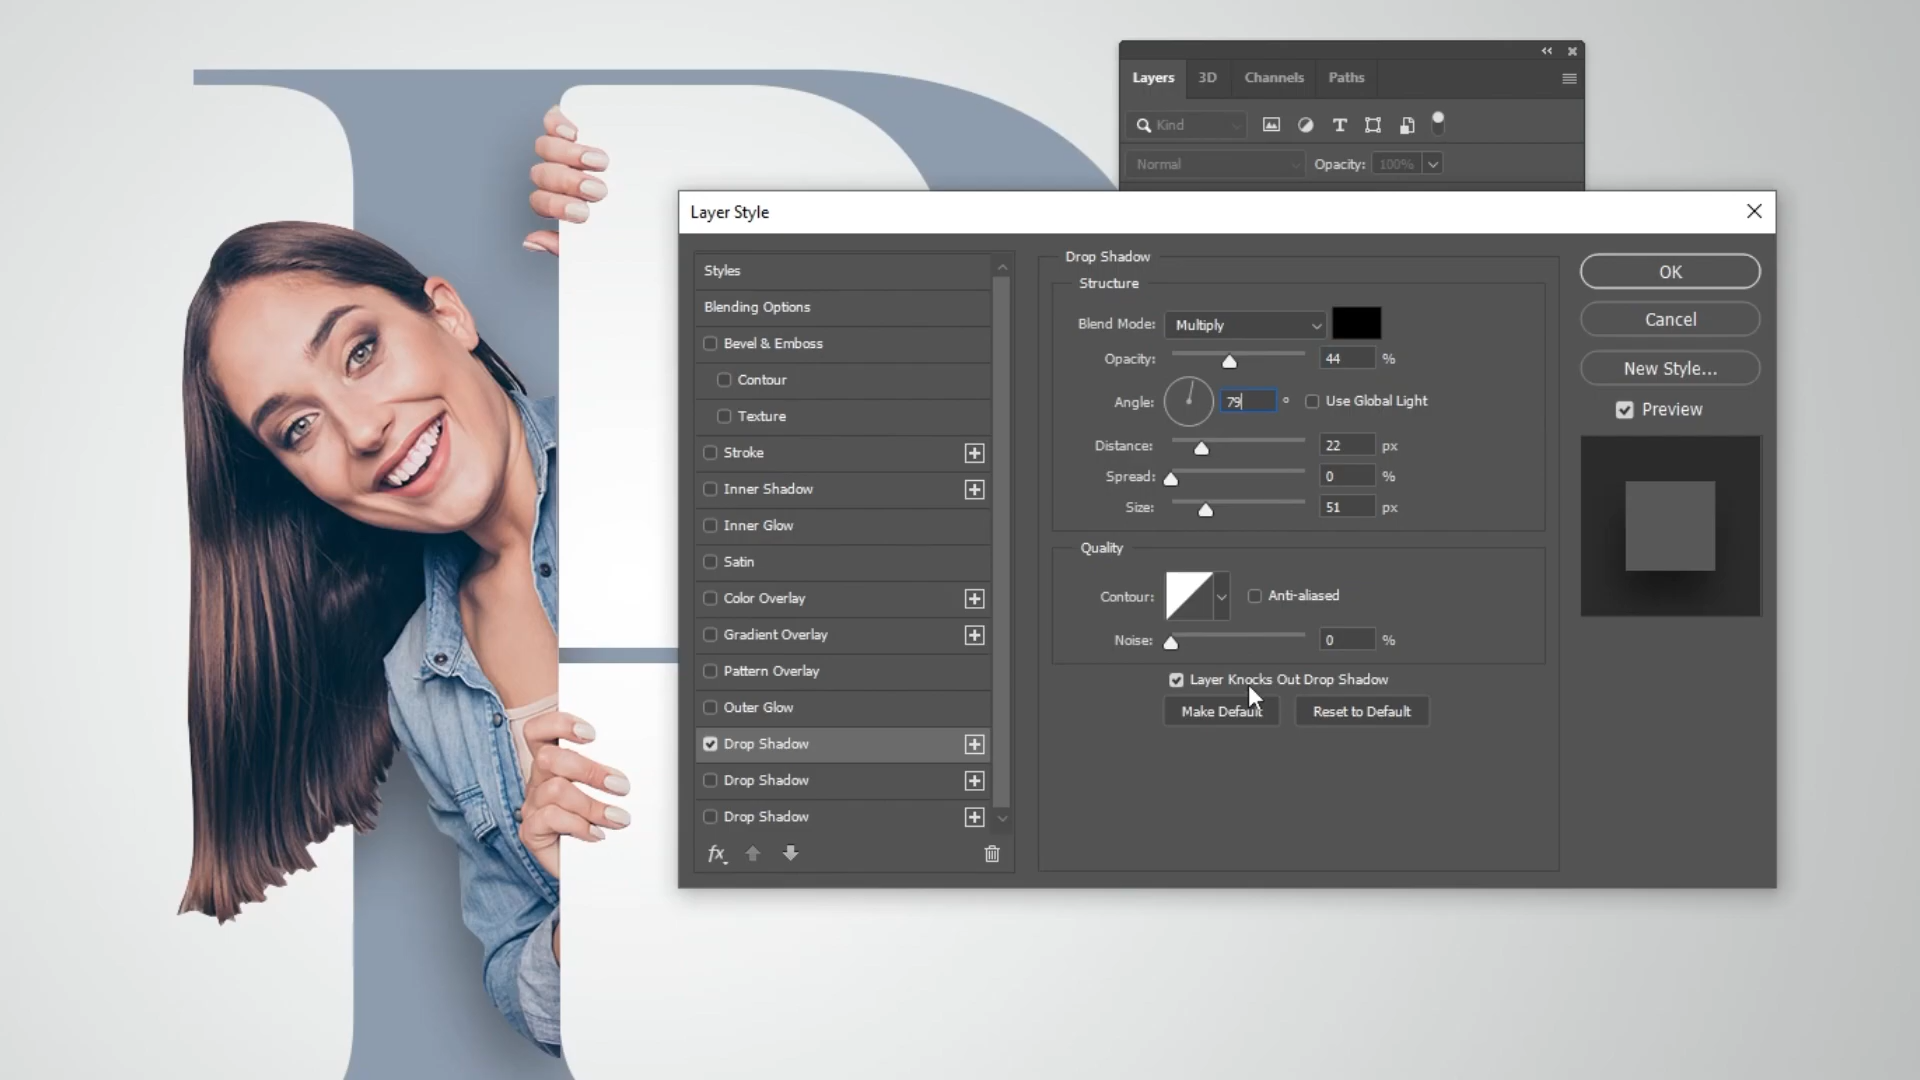 Layers 3D Channels Paths
Kind
Normal Opacity: 100%
Layer Style
Styles
Blending Options
Bevel & Emboss
Contour
Texture
Stroke
Inner Shadow
Inner Glow
Satin
Color Overlay
Gradient Overlay
Pattern Overlay
Outer Glow
Drop Shadow
Drop Shadow
Drop Shadow
fx
Drop Shadow
Structure
Blend Mode: Multiply
Opacity: 44 %
Angle: 79 ° Use Global Light
Distance: 22 px
Spread: 0 %
Size: 51 px
Quality
Contour: Anti-aliased
Noise: 0 %
Layer Knocks Out Drop Shadow
Make Default Reset to Default
OK
Cancel
New Style...
Preview